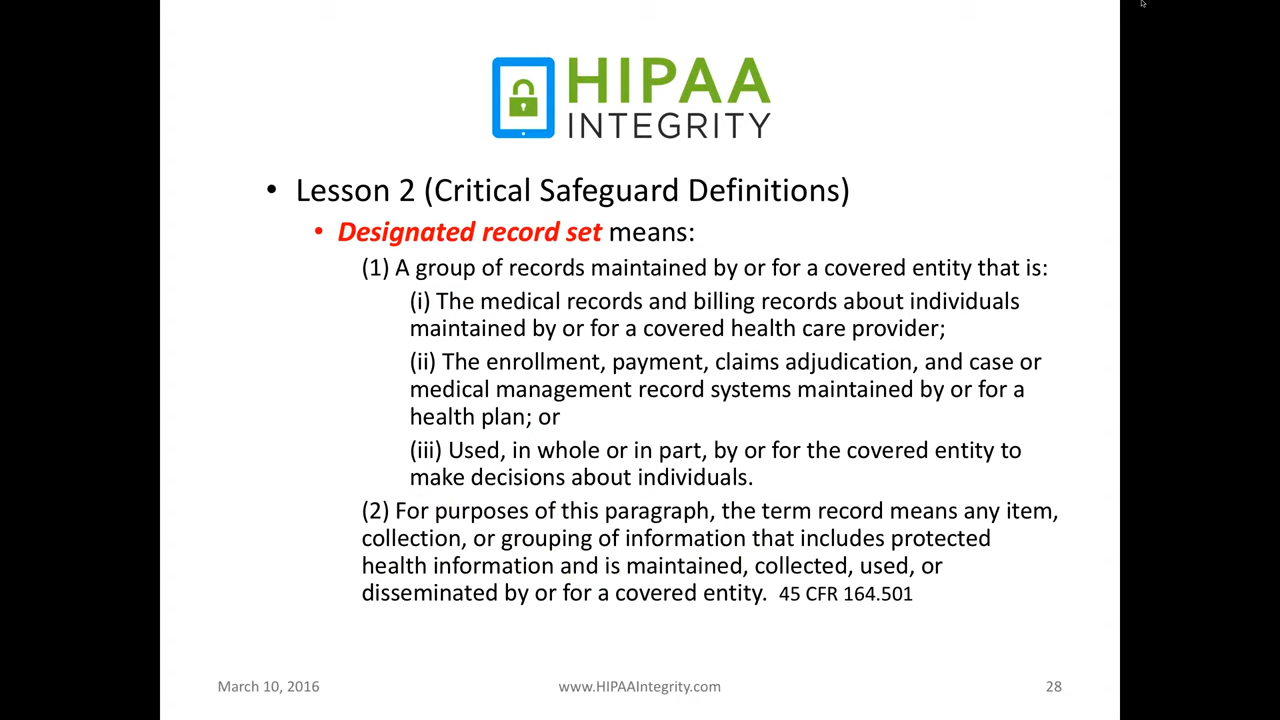 HIPAA
INTEGRITY
• Lesson 2 (Critical Safeguard Definitions)
• Designated record set means:
(1) A group of records maintained by or for a covered entity that is:
(i) The medical records and billing records about individuals
maintained by or for a covered health care provider;
(ii) The enrollment, payment, claims adjudication, and case or
medical management record systems maintained by or for a
health plan; or
(iii) Used, in whole or in part, by or for the covered entity to
make decisions about individuals.
(2) For purposes of this paragraph, the term record means any item,
collection, or grouping of information that includes protected
health information and is maintained, collected, used, or
disseminated by or for a covered entity. 45 CFR 164.501
March 10, 2016 www.HIPAAIntegrity.com 28